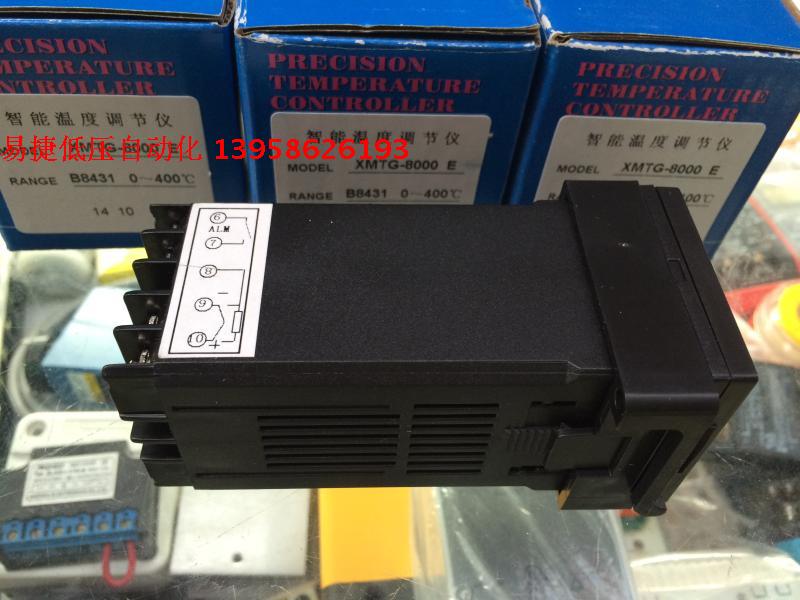 PRECISION
TEMPERATURE
CONTROLLER
智能温度调节仪
MODEL XMTG-8000 E
RANGE B8431 0~400℃
14 10
PRECISION
TEMPERATURE
CONTROLLER
智能温度调节仪
MODEL XMTG-8000 E
RANGE B8431 0~400℃
PRECISION
TEMPERATURE
CONTROLLER
智能温度调节仪
MODEL XMTG-8000 E
400℃
易捷低压自动化 13958626193
6
ALM
7
8
-
9
10
+